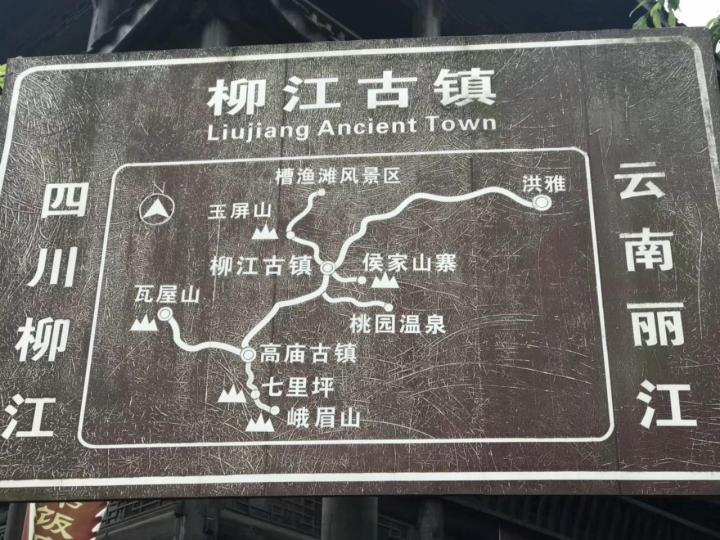 柳江古镇
Liujiang Ancient Town
四川柳江
云南丽江
N
槽渔滩风景区
洪雅
玉屏山
柳江古镇
侯家山寨
瓦屋山
桃园温泉
高庙古镇
七里坪
峨眉山
饭